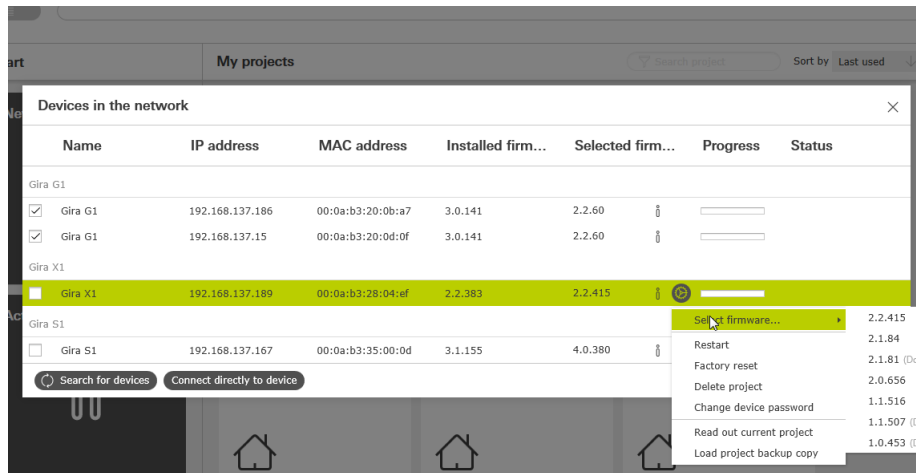 art
My projects
Search project
Sort by Last used
Ne
Devices in the network
Name IP address MAC address Installed firm... Selected firm... Progress Status
Gira G1
Gira G1 192.168.137.186 00:0a:b3:20:0b:a7 3.0.141 2.2.60
Gira G1 192.168.137.15 00:0a:b3:20:0d:0f 3.0.141 2.2.60
Gira X1
Gira X1 192.168.137.189 00:0a:b3:28:04:ef 2.2.383 2.2.415
Ac
Gira S1
Gira S1 192.168.137.167 00:0a:b3:35:00:0d 3.1.155 4.0.380
Search for devices Connect directly to device
Select firmware...
Restart
Factory reset
Delete project
Change device password
Read out current project
Load project backup copy
2.2.415
2.1.84
2.1.81 (Do
2.0.656
1.1.516
1.1.507 (D
1.0.453 (D